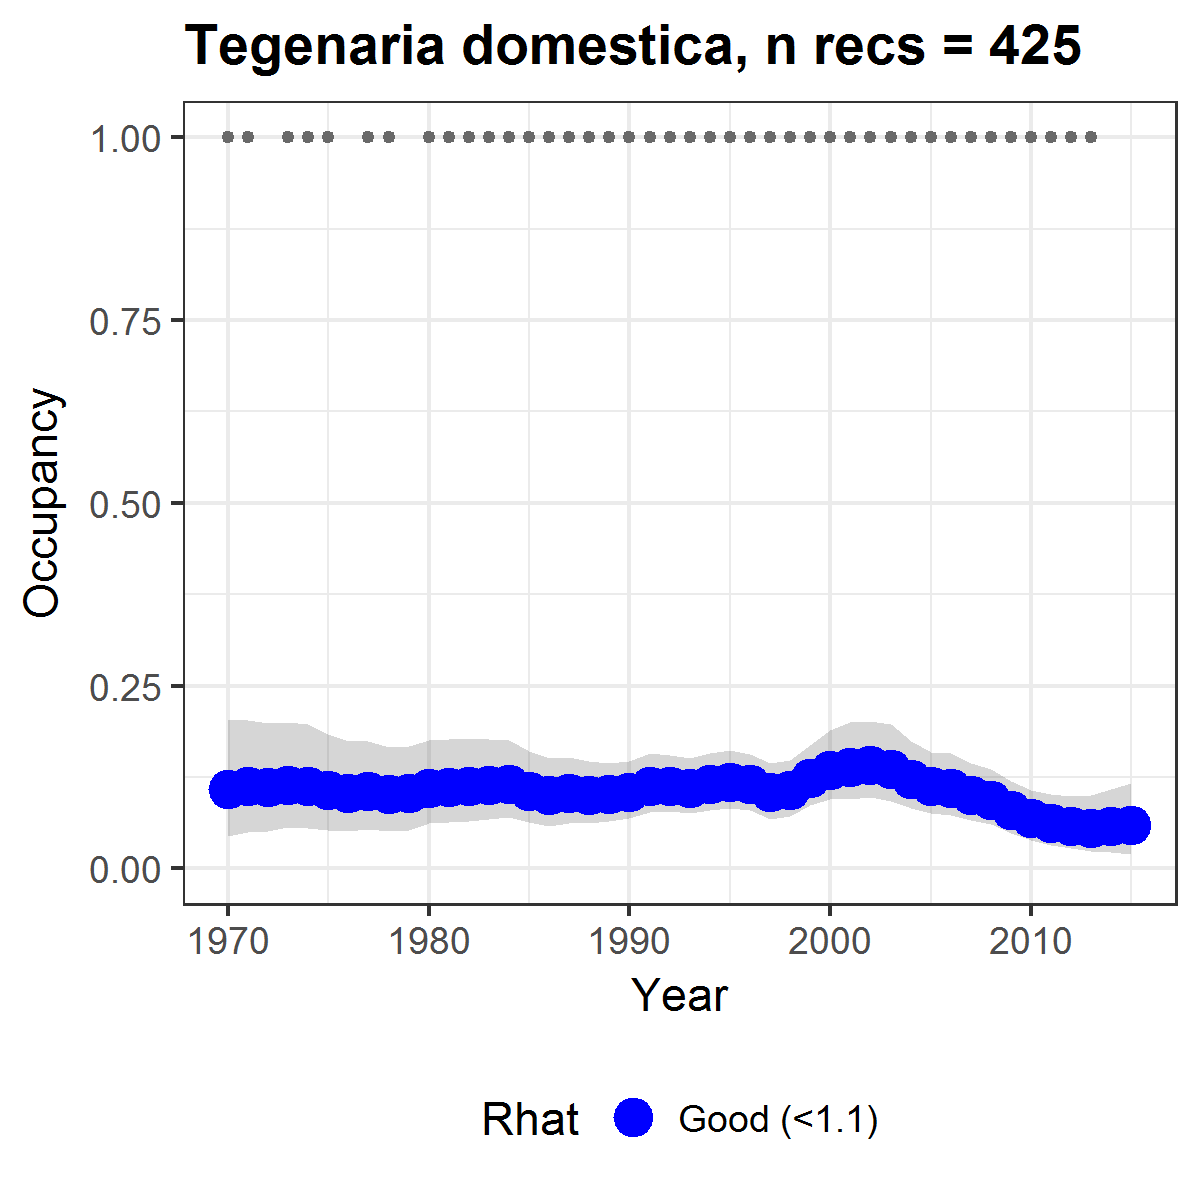 Tegenaria domestica, n recs = 425
1.00
0.75
0.50
0.25
0.00
Occupancy
1970 1980 1990 2000 2010
Year
Rhat Good (<1.1)